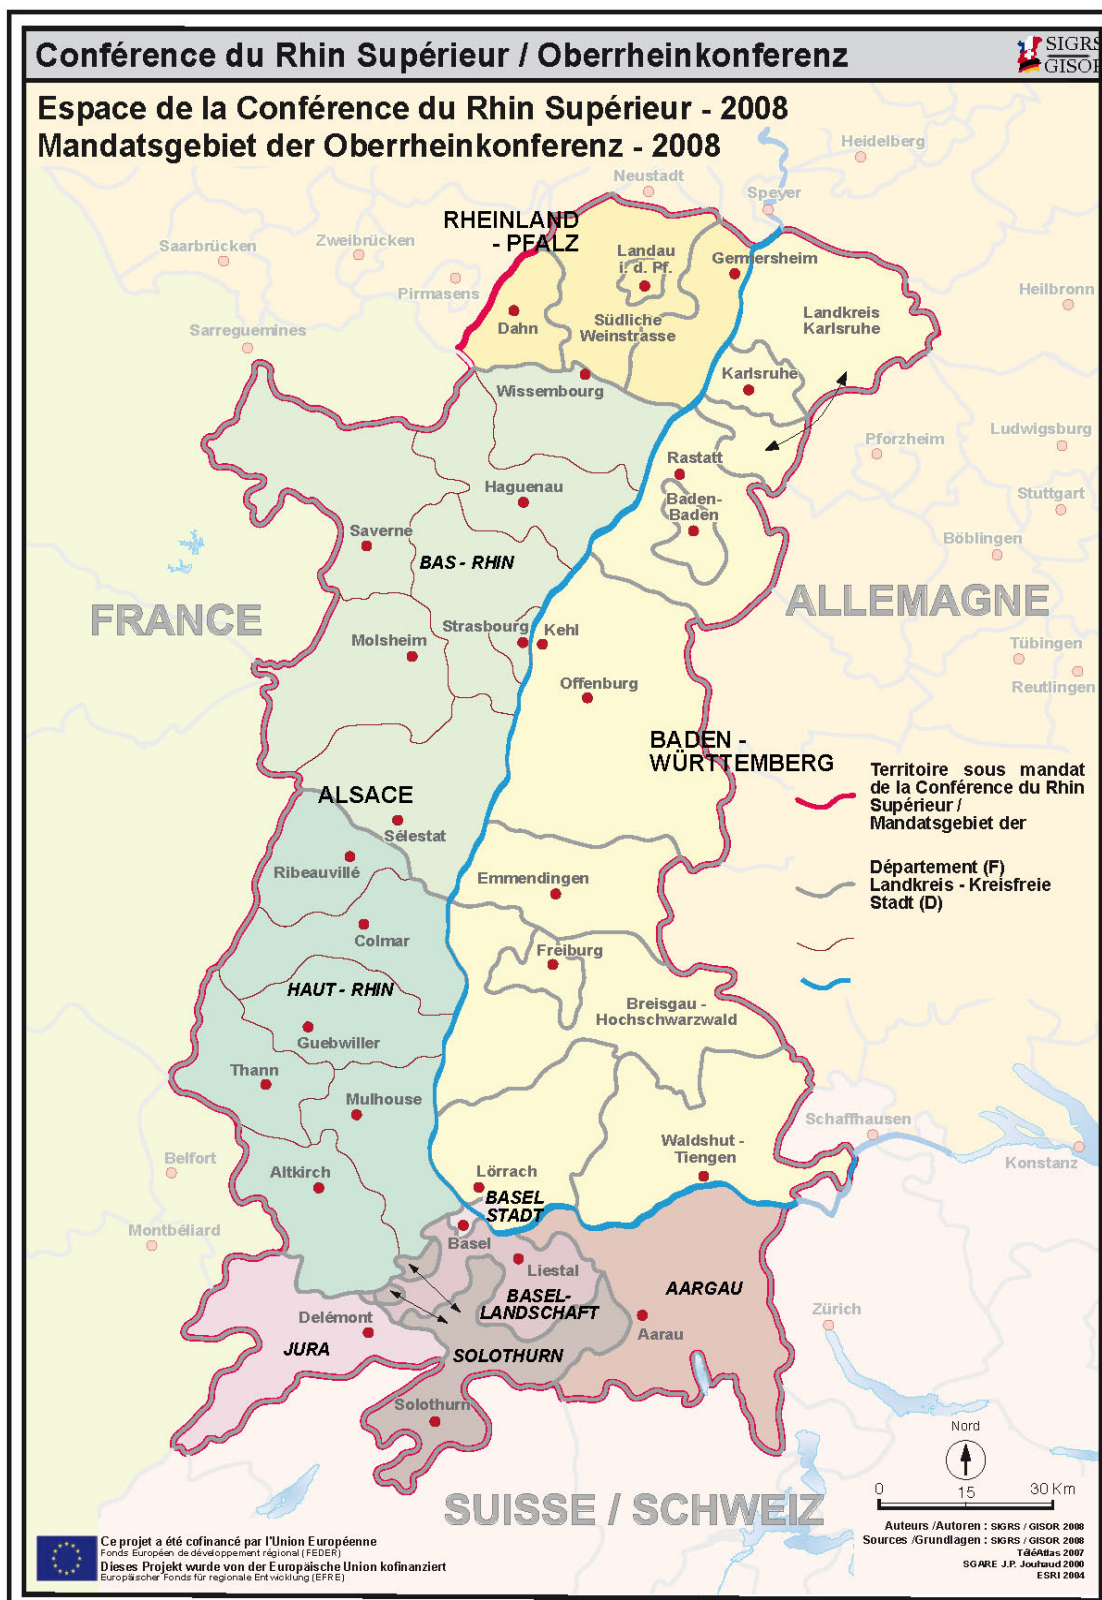 Conférence du Rhin Supérieur / Oberrheinkonferenz
SIGRS
GISOR
Espace de la Conférence du Rhin Supérieur - 2008
Mandatsgebiet der Oberrheinkonferenz - 2008
Heidelberg
Neustadt
Speyer
RHEINLAND
- PFALZ
Saarbrücken
Zweibrücken
Pirmasens
Landau
i. d. Pf.
Germersheim
Heilbronn
Landkreis
Karlsruhe
Dahn
Südliche
Weinstrasse
Sarreguemines
Karlsruhe
Wissembourg
Pforzheim
Ludwigsburg
Rastatt
Haguenau
Baden-
Baden
Stuttgart
Saverne
Böblingen
BAS - RHIN
FRANCE
ALLEMAGNE
Molsheim
Strasbourg
Kehl
Tübingen
Reutlingen
Offenburg
BADEN -
WÜRTTEMBERG
ALSACE
Sélestat
Territoire sous mandat
de la Conférence du Rhin
Supérieur /
Mandatsgebiet der
Ribeauvillé
Emmendingen
Département (F)
Landkreis - Kreisfreie
Stadt (D)
Colmar
Freiburg
HAUT - RHIN
Breisgau -
Hochschwarzwald
Guebwiller
Thann
Mulhouse
Schaffhausen
Waldshut -
Tiengen
Konstanz
Belfort
Altkirch
Lörrach
BASEL
STADT
Montbéliard
Basel
Liestal
BASEL-
LANDSCHAFT
AARGAU
Delémont
Aarau
Zürich
JURA
SOLOTHURN
Solothurn
Nord
SUISSE / SCHWEIZ
0 15 30 Km
Ce projet a été cofinancé par l'Union Européenne
Fonds Européen de développement régional (FEDER)
Dieses Projekt wurde von der Europäische Union kofinanziert
Europäischer Fonds für regionale Entwicklung (EFRE)
Auteurs /Autoren : SIGRS / GISOR 2008
Sources /Grundlagen : SIGRS / GISOR 2008
TéléAtlas 2007
SGARE J.P. Jouhaud 2000
ESRI 2004